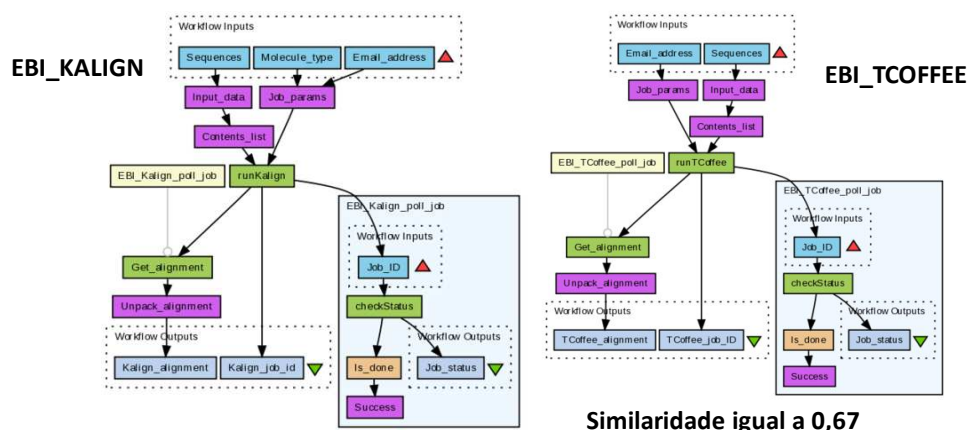 EBI_KALIGN
Workflow Inputs
Sequences
Molecule_type
Email_address
Input_data
Job_params
Contents_list
EBI_Kalign_poll_job
runKalign
EBI_Kalign_poll_job
Workflow Inputs
Job_ID
Get_alignment
checkStatus
Unpack_alignment
Workflow Outputs
Kalign_alignment
Kalign_job_id
Workflow Outputs
Is_done
Job_status
Success
EBI_TCOFFEE
Workflow Inputs
Email_address
Sequences
Job_params
Input_data
Contents_list
EBI_TCoffee_poll_job
runTCoffee
EBI_TCoffee_poll_job
Workflow Inputs
Job_ID
Get_alignment
checkStatus
Unpack_alignment
Workflow Outputs
TCoffee_alignment
TCoffee_job_ID
Workflow Outputs
Is_done
Job_status
Success
Similaridade igual a 0,67